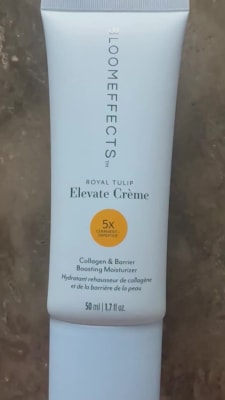 BLOOMEFFECTS™
ROYAL TULIP
Elevate Crème
5x
Collagen & Barrier
Boosting Moisturizer
Hydratant rehausseur de collagène
et de la barrière de la peau
50 ml | 1.7 fl oz.